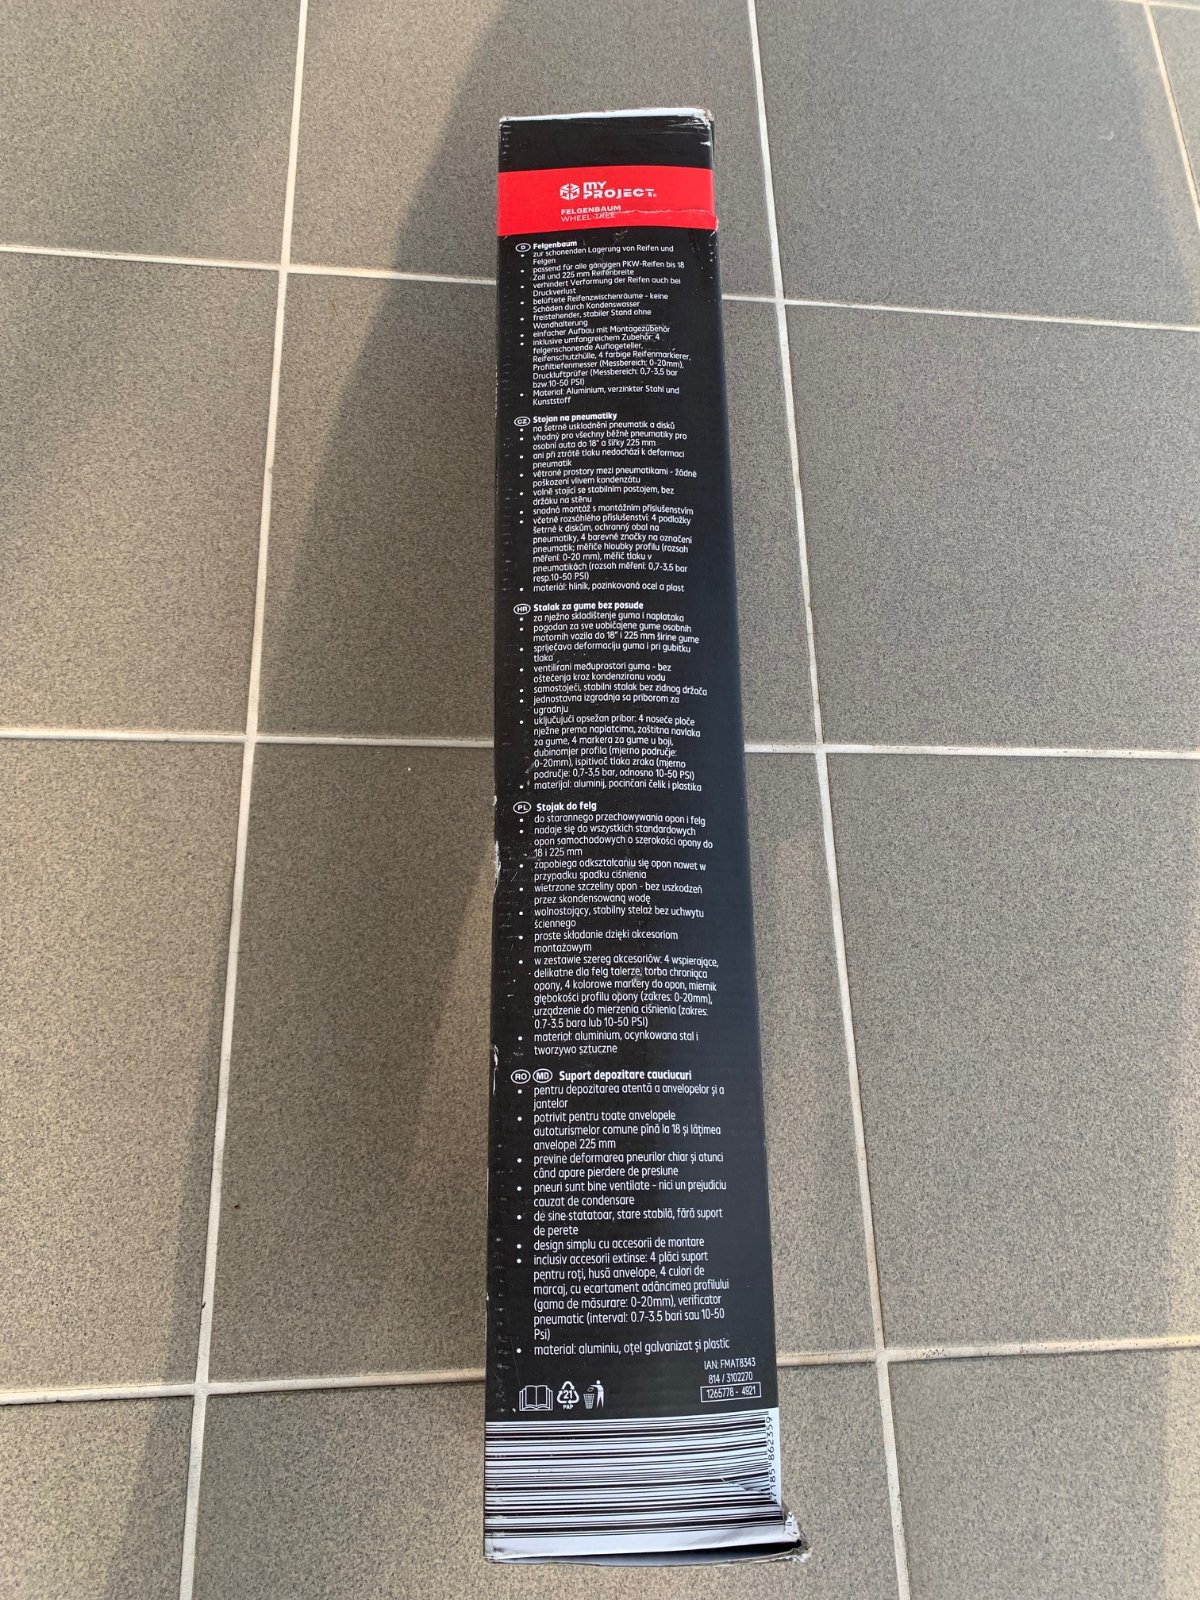 MY
PROJECT®
FELGENBAUM
WHEEL TREE
D Felgenbaum
• zur schonenden Lagerung von Reifen und
Felgen
• passend für alle gängigen PKW-Reifen bis 18
Zoll und 225 mm Reifenbreite
• verhindert Verformung der Reifen auch bei
Druckverlust
• belüftete Reifenzwischenräume - keine
Schäden durch Kondenswasser
• freistehender, stabiler Stand ohne
Wandhalterung
• einfacher Aufbau mit Montagezubehör
• inklusive umfangreichem Zubehör: 4
felgenschonende Auflageteller,
Reifenschutzhülle, 4 farbige Reifenmarkierer,
Profiltiefenmesser (Messbereich: 0-20mm),
Druckluftprüfer (Messbereich: 0,7-3,5 bar
bzw.10-50 PSI)
• Material: Aluminium, verzinkter Stahl und
Kunststoff
CZ Stojan na pneumatiky
• na šetrné uskladnění pneumatik a disků
• vhodný pro všechny běžné pneumatiky pro
osobní auta do 18" a šířky 225 mm
• ani při ztrátě tlaku nedochází k deformaci
pneumatik
• větrané prostory mezi pneumatikami - žádné
poškození vlivem kondenzátu
• volně stojící se stabilním postojem, bez
držáku na stěnu
• snadná montáž s montážním příslušenstvím
• včetně rozsáhlého příslušenství: 4 podložky
šetrné k diskům, ochranný obal na
pneumatiky, 4 barevné značky na označení
pneumatik; měřiče hloubky profilu (rozsah
měření: 0-20 mm), měřič tlaku v
pneumatikách (rozsah měření: 0,7-3,5 bar
resp.10-50 PSI)
• materiál: hliník, pozinkovaná ocel a plast
HR Stalak za gume bez posude
• za nježno skladištenje guma i naplataka
• pogodan za sve uobičajene gume osobnih
motornih vozila do 18" i 225 mm širine gume
• spriječava deformaciju guma i pri gubitku
tlaka
• ventilirani međuprostori guma - bez
oštećenja kroz kondenziranu vodu
• samostojeći, stabilni stalak bez zidnog držača
• jednostavna izgradnja sa priborom za
ugradnju
• uključujući opsežan pribor: 4 noseće ploče
nježne prema naplatcima, zaštitna navlaka
za gume, 4 markera za gume u boji,
dubinomjer profila (mjerno područje:
0-20mm), ispitivač tlaka zraka (mjerno
područje: 0,7-3,5 bar, odnosno 10-50 PSI)
• materijal: aluminij, pocinčani čelik i plastika
PL Stojak do felg
• do starannego przechowywania opon i felg
• nadaje się do wszystkich standardowych
opon samochodowych o szerokości opony do
18 i 225 mm
• zapobiega odkształcaniu się opon nawet w
przypadku spadku ciśnienia
• wietrzone szczeliny opon - bez uszkodzeń
przez skondensowaną wodę
• wolnostojący, stabilny stelaż bez uchwytu
ściennego
• proste składanie dzięki akcesoriom
montażowym
• w zestawie szereg akcesoriów: 4 wspierające,
delikatne dla felg talerze, torba chroniąca
opony, 4 kolorowe markery do opon, miernik
głębokości profilu opony (zakres: 0-20mm),
urządzenie do mierzenia ciśnienia (zakres:
0.7-3.5 bara lub 10-50 PSI)
• materiał: aluminium, ocynkowana stal i
tworzywo sztuczne
RO MD Suport depozitare cauciucuri
• pentru depozitarea atentă a anvelopelor și a
jantelor
• potrivit pentru toate anvelopele
autoturismelor comune pînă la 18 și lățimea
anvelopei 225 mm
• previne deformarea pneurilor chiar și atunci
când apare pierdere de presiune
• pneuri sunt bine ventilate - nici un prejudiciu
cauzat de condensare
• de sine-statatoar, stare stabilă, fără suport
de perete
• design simplu cu accesorii de montare
• inclusiv accesorii extinse: 4 plăci suport
pentru roți, husă anvelope, 4 culori de
marcaj, cu ecartament adâncimea profilului
(gama de măsurare: 0-20mm), verificator
pneumatic (interval: 0.7-3.5 bari sau 10-50
Psi)
• material: aluminiu, oțel galvanizat și plastic
IAN: FMAT8343
814 / 3102270
1265778 - 4921
21
PAP
7185 862359